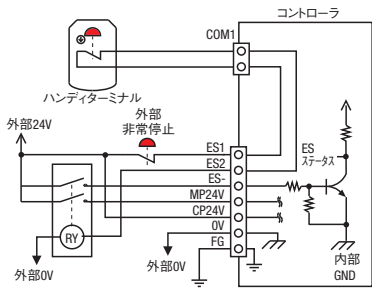 コントローラ
COM1
ハンディターミナル
外部24V
外部
非常停止
ES1
ES2
ES-
MP24V
CP24V
0V
FG
ES
ステータス
RY
外部0V
外部0V
内部
GND